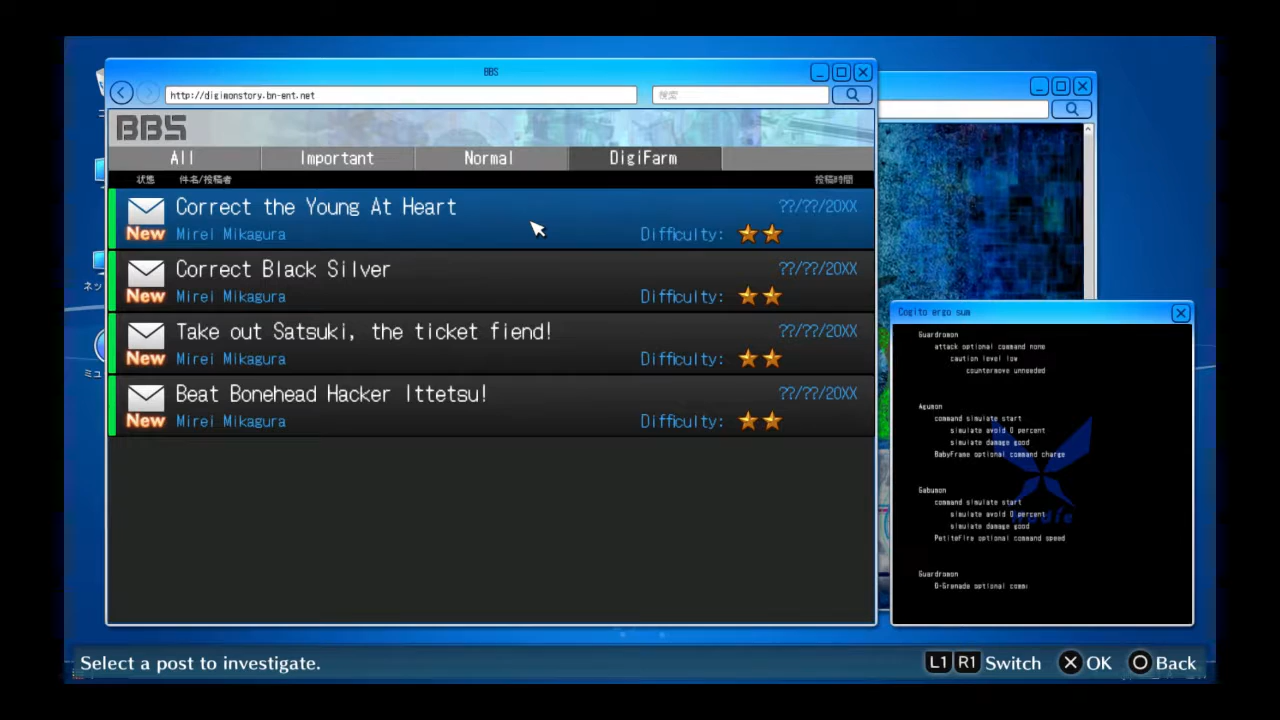 BBS
http://digimonstory.bn-ent.net
検索
BBS
All Important Normal DigiFarm
状態 件名/投稿者 投稿時間
Correct the Young At Heart ??/??/20XX
New Mirei Mikagura Difficulty:
Correct Black Silver ??/??/20XX
New Mirei Mikagura Difficulty:
Take out Satsuki, the ticket fiend! ??/??/20XX
New Mirei Mikagura Difficulty:
Beat Bonehead Hacker Ittetsu! ??/??/20XX
New Mirei Mikagura Difficulty:
Cogito ergo sum
Guardromon
attack optional command none
caution level low
countermove unneeded
Agumon
command simulate start
simulate avoid 0 percent
simulate damage good
BabyFrame optional command charge
Gabumon
command simulate start
simulate avoid 0 percent
simulate damage good
PetiteFire optional command speed
Guardromon
G-Grenade optional comm
Select a post to investigate.
L1 R1 Switch OK Back